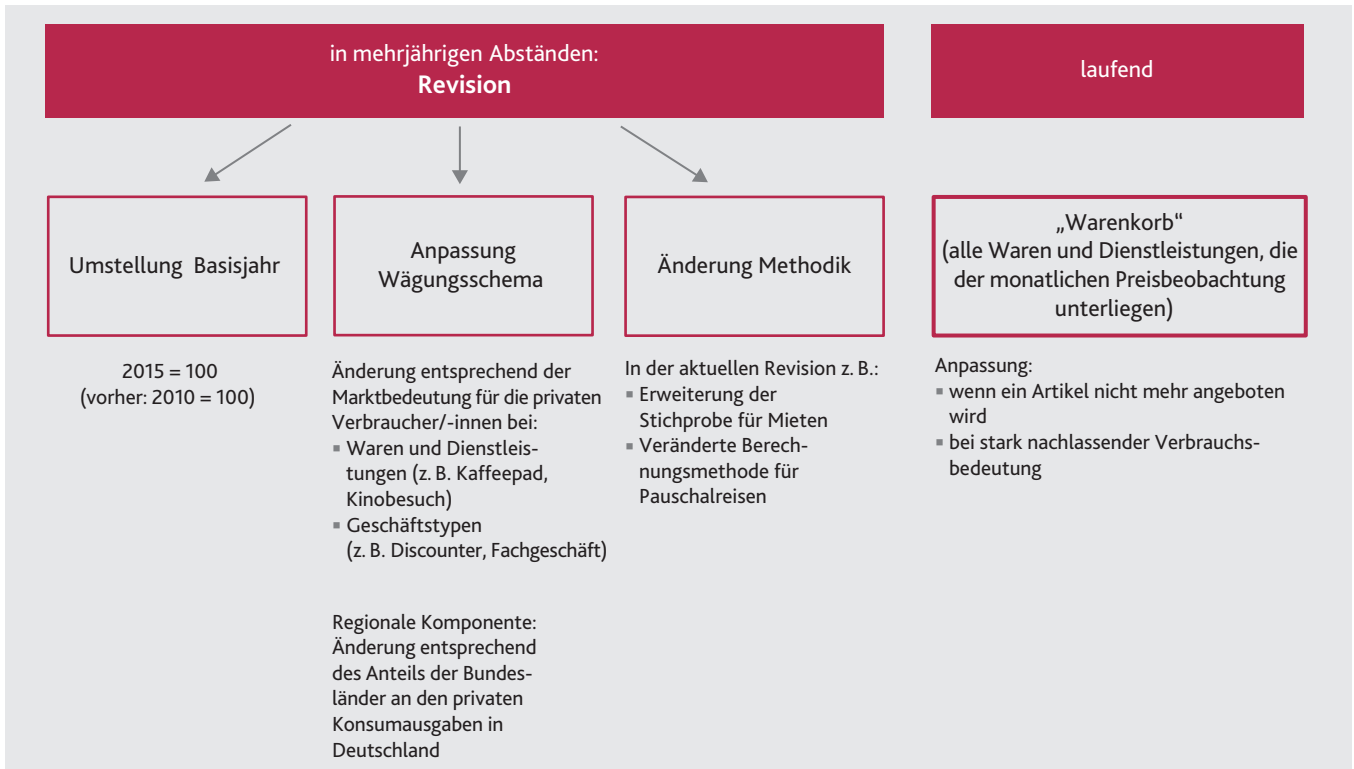 in mehrjährigen Abständen:
Revision
laufend
Umstellung Basisjahr
Anpassung
Wägungsschema
Änderung Methodik
„Warenkorb“
(alle Waren und Dienstleistungen, die
der monatlichen Preisbeobachtung
unterliegen)
2015 = 100
(vorher: 2010 = 100)
Änderung entsprechend der
Marktbedeutung für die privaten
Verbraucher/-innen bei:
▪ Waren und Dienstleis-
tungen (z. B. Kaffeepad,
Kinobesuch)
▪ Geschäftstypen
(z. B. Discounter, Fachgeschäft)
Regionale Komponente:
Änderung entsprechend
des Anteils der Bundes-
länder an den privaten
Konsumausgaben in
Deutschland
In der aktuellen Revision z. B.:
▪ Erweiterung der
Stichprobe für Mieten
▪ Veränderte Berech-
nungsmethode für
Pauschalreisen
Anpassung:
▪ wenn ein Artikel nicht mehr angeboten
wird
▪ bei stark nachlassender Verbrauchs-
bedeutung